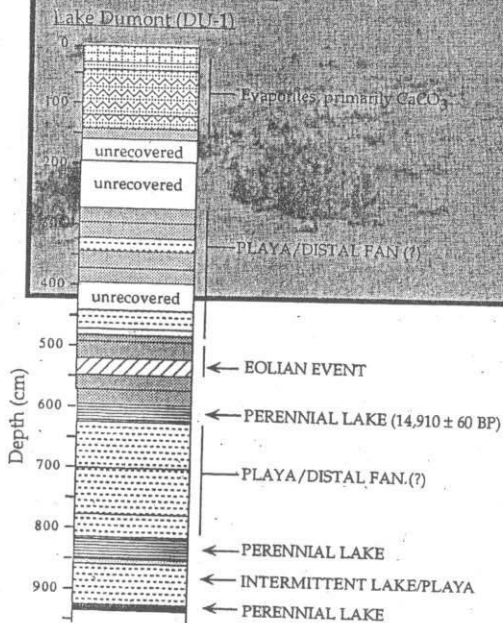 Lake Dumont (DU-1)
0
Evaporites, primarily CaCO3
100
unrecovered
200
unrecovered
300
PLAYA/DISTAL FAN (?)
400
unrecovered
500
EOLIAN EVENT
600
PERENNIAL LAKE (14,910 ± 60 BP)
Depth (cm)
700
PLAYA/DISTAL FAN (?)
800
PERENNIAL LAKE
INTERMITTENT LAKE/PLAYA
900
PERENNIAL LAKE